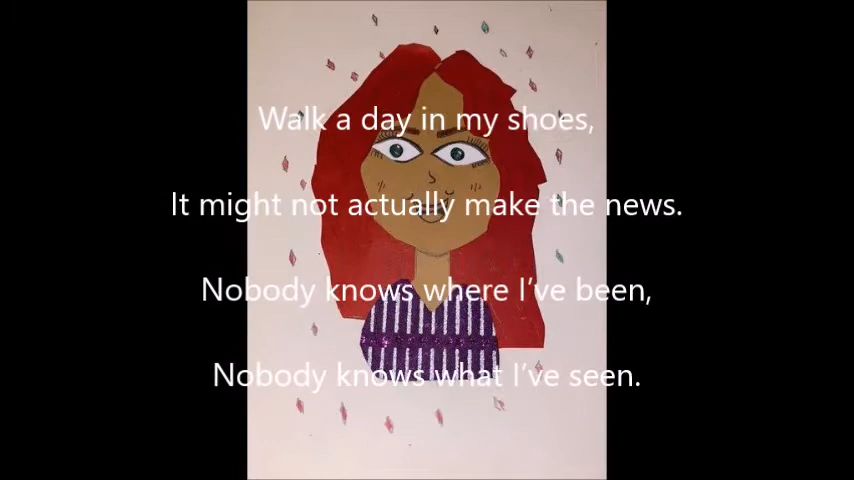 Walk a day in my shoes,
It might not actually make the news.
Nobody knows where I’ve been,
Nobody knows what I’ve seen.